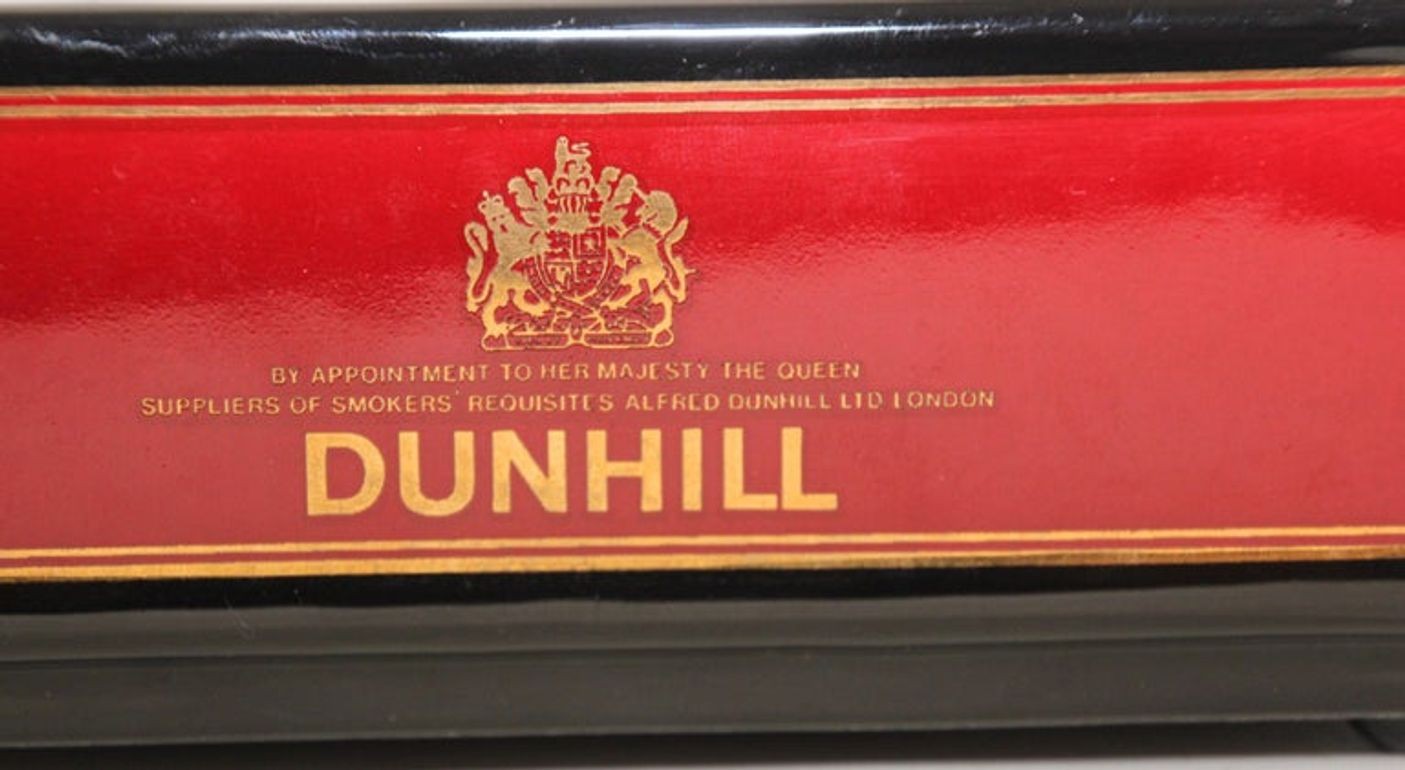 BY APPOINTMENT TO HER MAJESTY THE QUEEN
SUPPLIERS OF SMOKERS' REQUISITES ALFRED DUNHILL LTD LONDON
DUNHILL